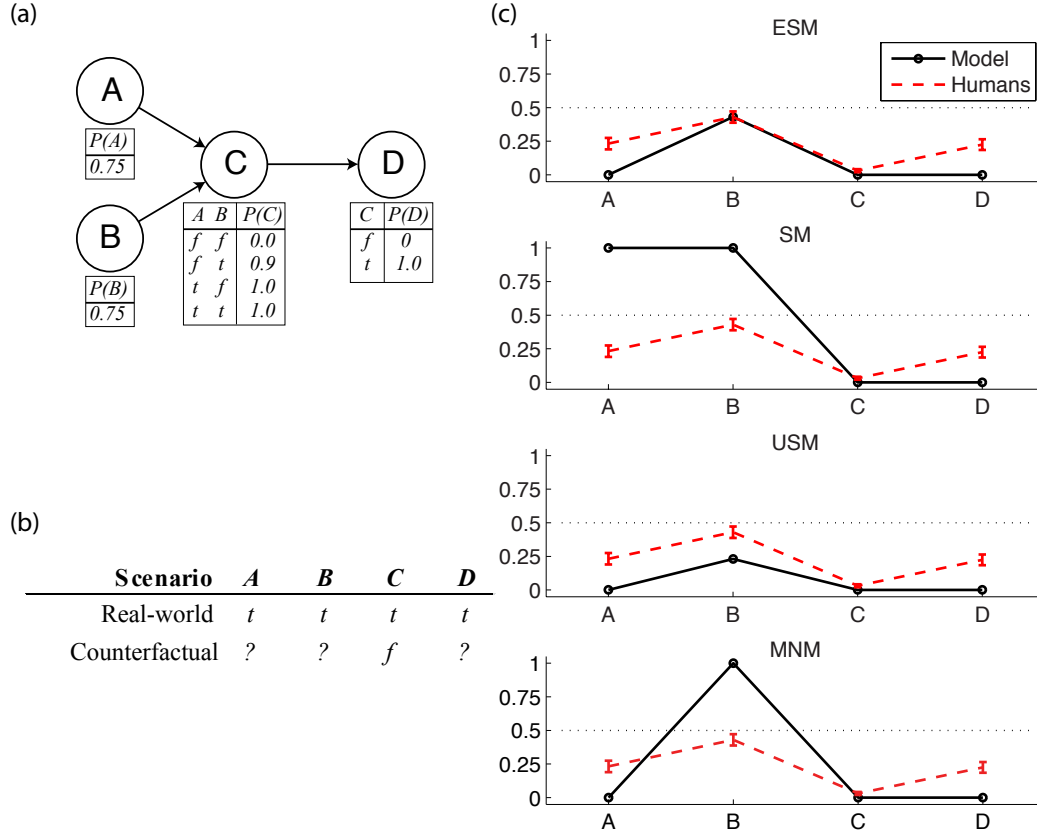 (a)
A
P(A)
0.75
B
P(B)
0.75
C
A B P(C)
f f 0.0
f t 0.9
t f 1.0
t t 1.0
D
C P(D)
f 0
t 1.0
(b)
Scenario A B C D
Real-world t t t t
Counterfactual ? ? f ?
(c)
ESM
Model
Humans
1
0.75
0.5
0.25
0
A B C D
SM
1
0.75
0.5
0.25
0
A B C D
USM
1
0.75
0.5
0.25
0
A B C D
MNM
1
0.75
0.5
0.25
0
A B C D